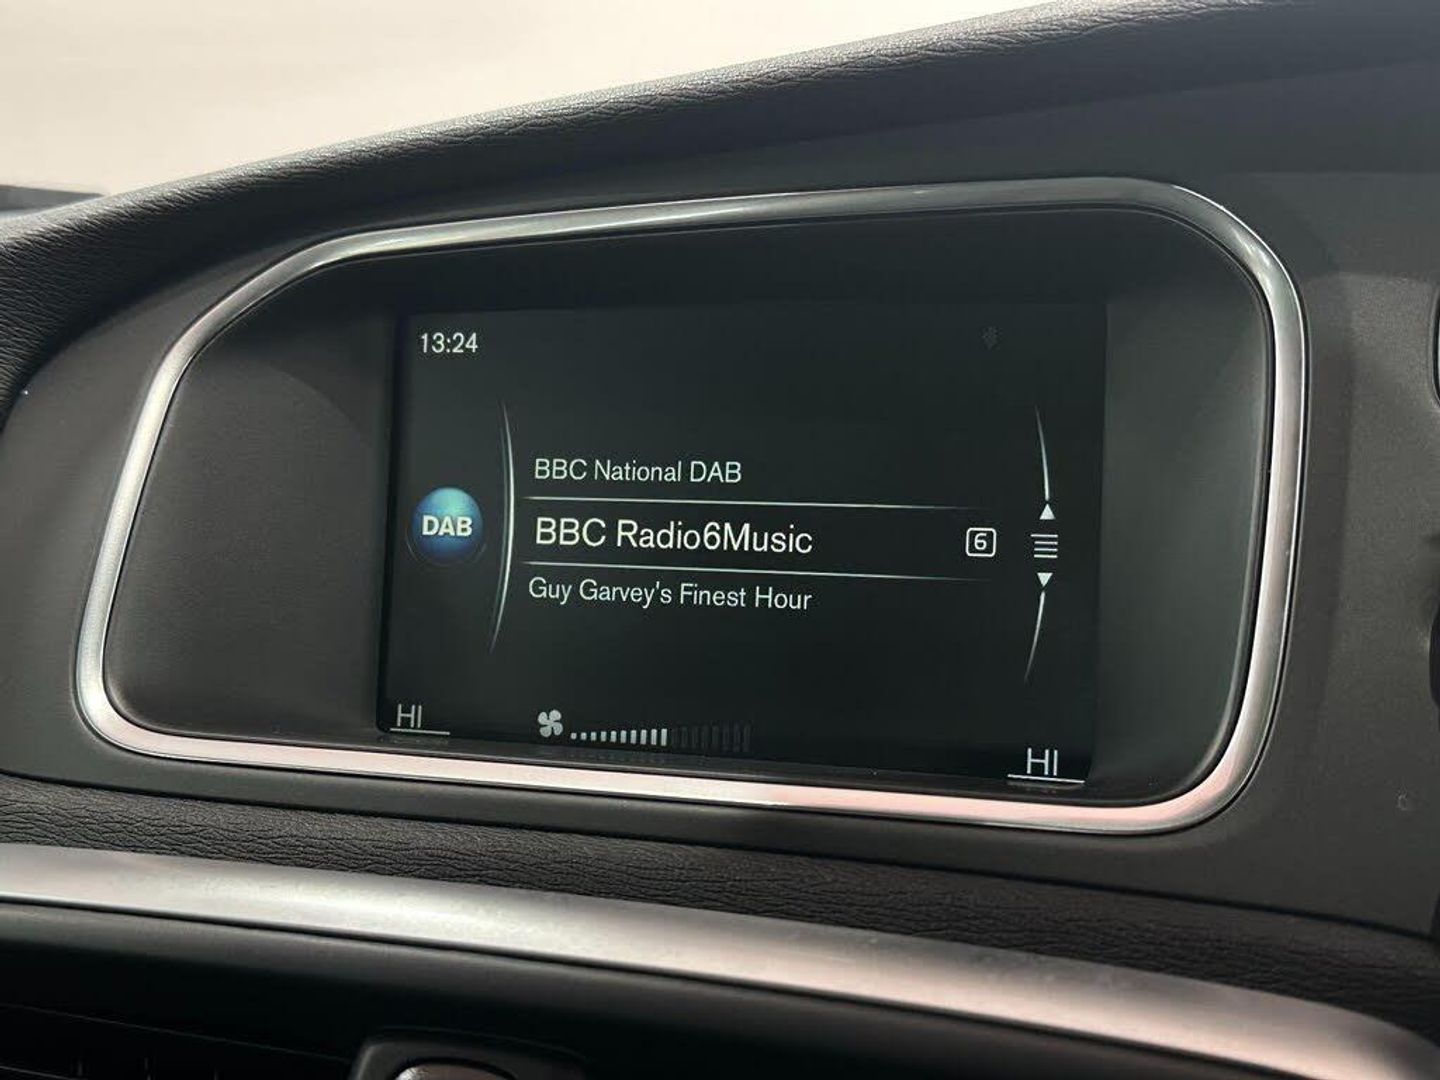 13:24
BBC National DAB
DAB
BBC Radio6Music
6
Guy Garvey's Finest Hour
HI
HI